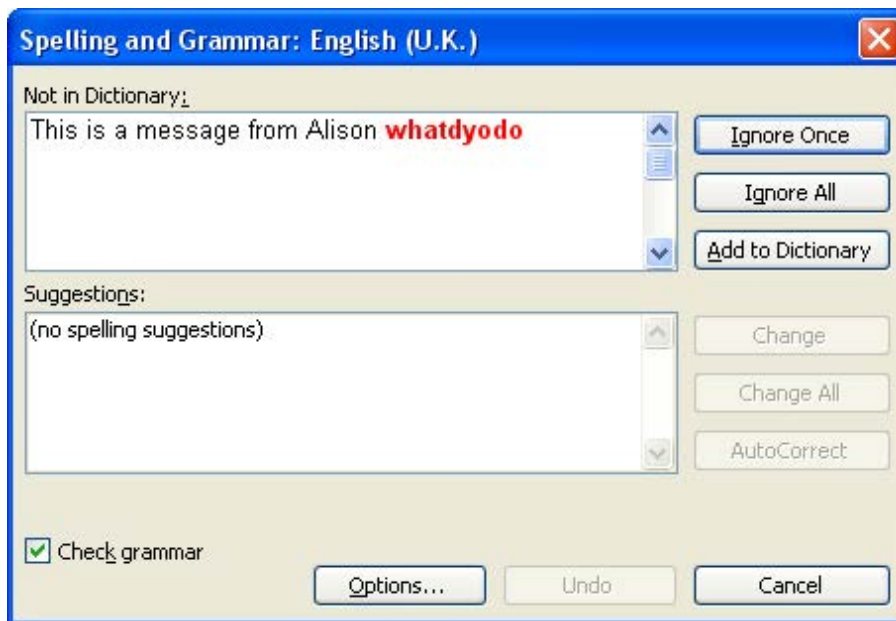 Spelling and Grammar: English (U.K.)
Not in Dictionary:
This is a message from Alison whatdyodo
Ignore Once
Ignore All
Add to Dictionary
Suggestions:
(no spelling suggestions)
Change
Change All
AutoCorrect
Check grammar
Options...
Undo
Cancel